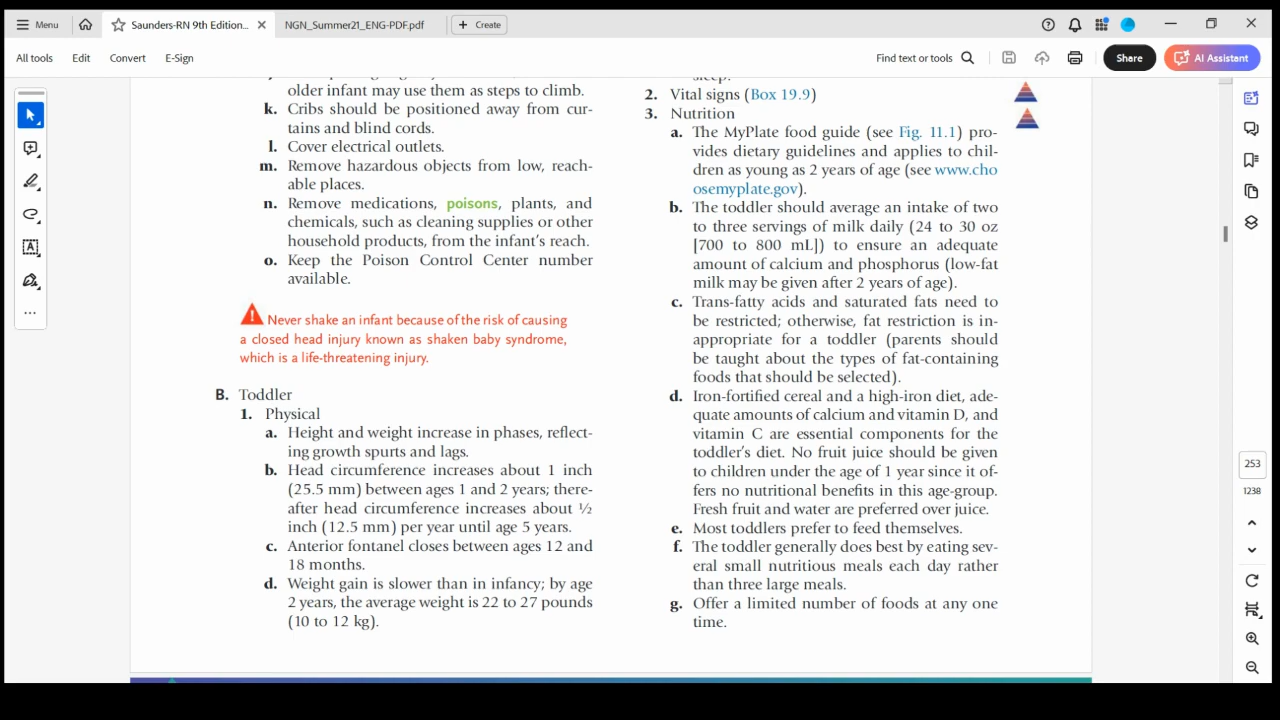 Menu
Saunders-RN 9th Edition...
NGN_Summer21_ENG-PDF.pdf
Create
All tools
Edit
Convert
E-Sign
Find text or tools
Share
AI Assistant
older infant may use them as steps to climb.
k. Cribs should be positioned away from cur-
tains and blind cords.
l. Cover electrical outlets.
m. Remove hazardous objects from low, reach-
able places.
n. Remove medications, poisons, plants, and
chemicals, such as cleaning supplies or other
household products, from the infant's reach.
o. Keep the Poison Control Center number
available.
Never shake an infant because of the risk of causing
a closed head injury known as shaken baby syndrome,
which is a life-threatening injury.
B. Toddler
1. Physical
a. Height and weight increase in phases, reflect-
ing growth spurts and lags.
b. Head circumference increases about 1 inch
(25.5 mm) between ages 1 and 2 years; there-
after head circumference increases about ½
inch (12.5 mm) per year until age 5 years.
c. Anterior fontanel closes between ages 12 and
18 months.
d. Weight gain is slower than in infancy; by age
2 years, the average weight is 22 to 27 pounds
(10 to 12 kg).
sleep.
2. Vital signs (Box 19.9)
3. Nutrition
a. The MyPlate food guide (see Fig. 11.1) pro-
vides dietary guidelines and applies to chil-
dren as young as 2 years of age (see www.cho
osemyplate.gov).
b. The toddler should average an intake of two
to three servings of milk daily (24 to 30 oz
[700 to 800 mL]) to ensure an adequate
amount of calcium and phosphorus (low-fat
milk may be given after 2 years of age).
c. Trans-fatty acids and saturated fats need to
be restricted; otherwise, fat restriction is in-
appropriate for a toddler (parents should
be taught about the types of fat-containing
foods that should be selected).
d. Iron-fortified cereal and a high-iron diet, ade-
quate amounts of calcium and vitamin D, and
vitamin C are essential components for the
toddler's diet. No fruit juice should be given
to children under the age of 1 year since it of-
fers no nutritional benefits in this age-group.
Fresh fruit and water are preferred over juice.
e. Most toddlers prefer to feed themselves.
f. The toddler generally does best by eating sev-
eral small nutritious meals each day rather
than three large meals.
g. Offer a limited number of foods at any one
time.
253
1238